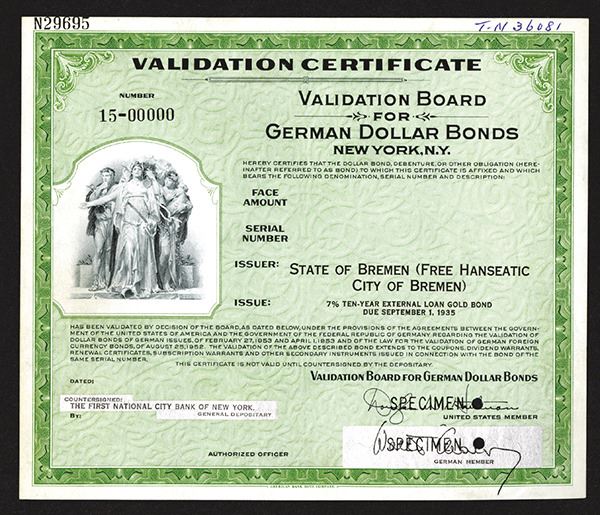 N29695
T-N 36081
VALIDATION CERTIFICATE
NUMBER
15-00000
VALIDATION BOARD
FOR
GERMAN DOLLAR BONDS
NEW YORK, N.Y.
HEREBY CERTIFIES THAT THE DOLLAR BOND, DEBENTURE, OR OTHER OBLIGATION (HERE-
INAFTER REFERRED TO AS BOND) TO WHICH THIS CERTIFICATE IS AFFIXED AND WHICH
BEARS THE FOLLOWING DENOMINATION, SERIAL NUMBER AND DESCRIPTION:
FACE
AMOUNT
SERIAL
NUMBER
ISSUER: STATE OF BREMEN (FREE HANSEATIC
CITY OF BREMEN)
ISSUE: 7% TEN-YEAR EXTERNAL LOAN GOLD BOND
DUE SEPTEMBER 1, 1935
HAS BEEN VALIDATED BY DECISION OF THE BOARD, AS DATED BELOW, UNDER THE PROVISIONS OF THE AGREEMENTS BETWEEN THE GOVERN-
MENT OF THE UNITED STATES OF AMERICA AND THE GOVERNMENT OF THE FEDERAL REPUBLIC OF GERMANY REGARDING THE VALIDATION OF
DOLLAR BONDS OF GERMAN ISSUES, OF FEBRUARY 27, 1953 AND APRIL 1, 1953 AND OF THE LAW FOR THE VALIDATION OF GERMAN FOREIGN
CURRENCY BONDS, OF AUGUST 25, 1952. THE VALIDATION OF THE ABOVE DESCRIBED BOND EXTENDS TO THE COUPONS, DIVIDEND WARRANTS,
RENEWAL CERTIFICATES, SUBSCRIPTION WARRANTS AND OTHER SECONDARY INSTRUMENTS ISSUED IN CONNECTION WITH THE BOND OF THE
SAME SERIAL NUMBER.
THIS CERTIFICATE IS NOT VALID UNTIL COUNTERSIGNED BY THE DEPOSITARY.
DATED:
VALIDATION BOARD FOR GERMAN DOLLAR BONDS
COUNTERSIGNED:
THE FIRST NATIONAL CITY BANK OF NEW YORK,
BY: GENERAL DEPOSITARY
SPECIMEN
UNITED STATES MEMBER
SPECIMEN
GERMAN MEMBER
AUTHORIZED OFFICER
AMERICAN BANK NOTE COMPANY